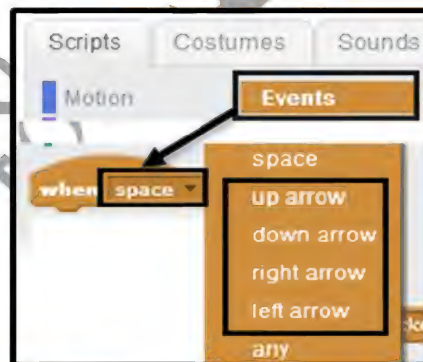 Scripts Costumes Sounds
Motion Events
when space
space
up arrow
down arrow
right arrow
left arrow
any